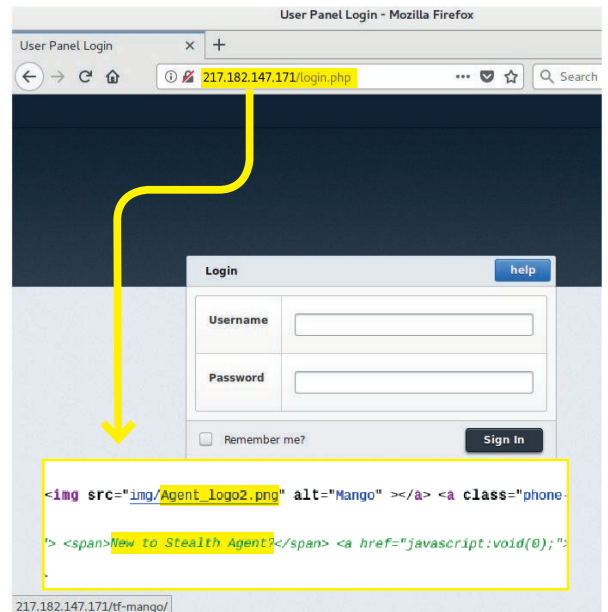 User Panel Login - Mozilla Firefox
User Panel Login × +
217.182.147.171/login.php ••• Search
Login help
Username
Password
Remember me? Sign In
<img src="img/Agent_logo2.png" alt="Mango" ></a> <a class="phone-
"> <span>New to Stealth Agent?</span> <a href="javascript:void(0);">
>
217.182.147.171/tf-mango/